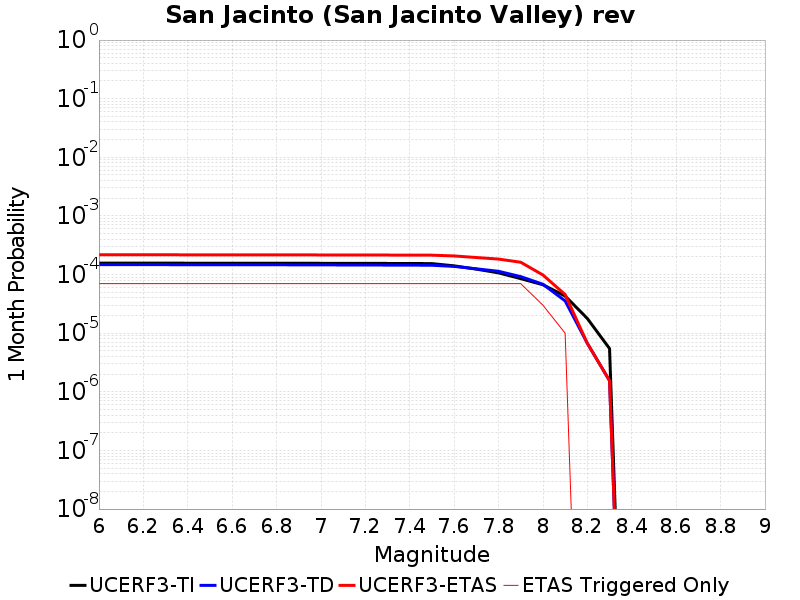 San Jacinto (San Jacinto Valley) rev
1 Month Probability
10^0
10^-1
10^-2
10^-3
10^-4
10^-5
10^-6
10^-7
10^-8
6 6.2 6.4 6.6 6.8 7 7.2 7.4 7.6 7.8 8 8.2 8.4 8.6 8.8 9
Magnitude
UCERF3-TI UCERF3-TD UCERF3-ETAS ETAS Triggered Only